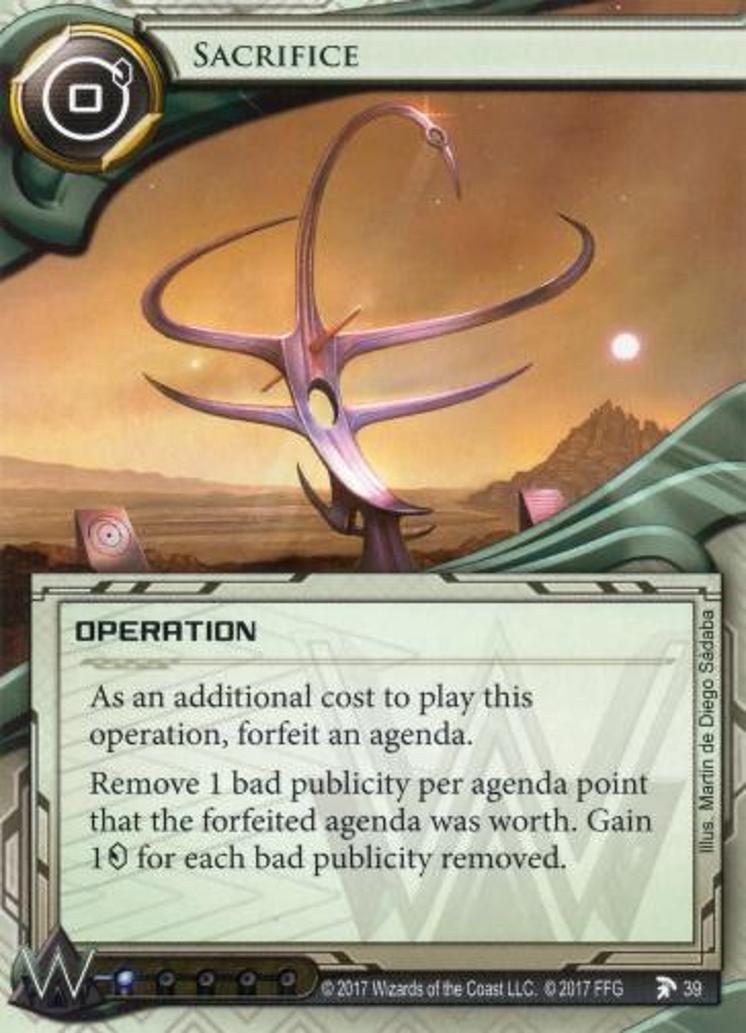 SACRIFICE
0
OPERATION
As an additional cost to play this
operation, forfeit an agenda.
Remove 1 bad publicity per agenda point
that the forfeited agenda was worth. Gain
1 for each bad publicity removed.
Illus. Martin de Diego Sádaba
W
© 2017 Wizards of the Coast LLC. © 2017 FFG
39